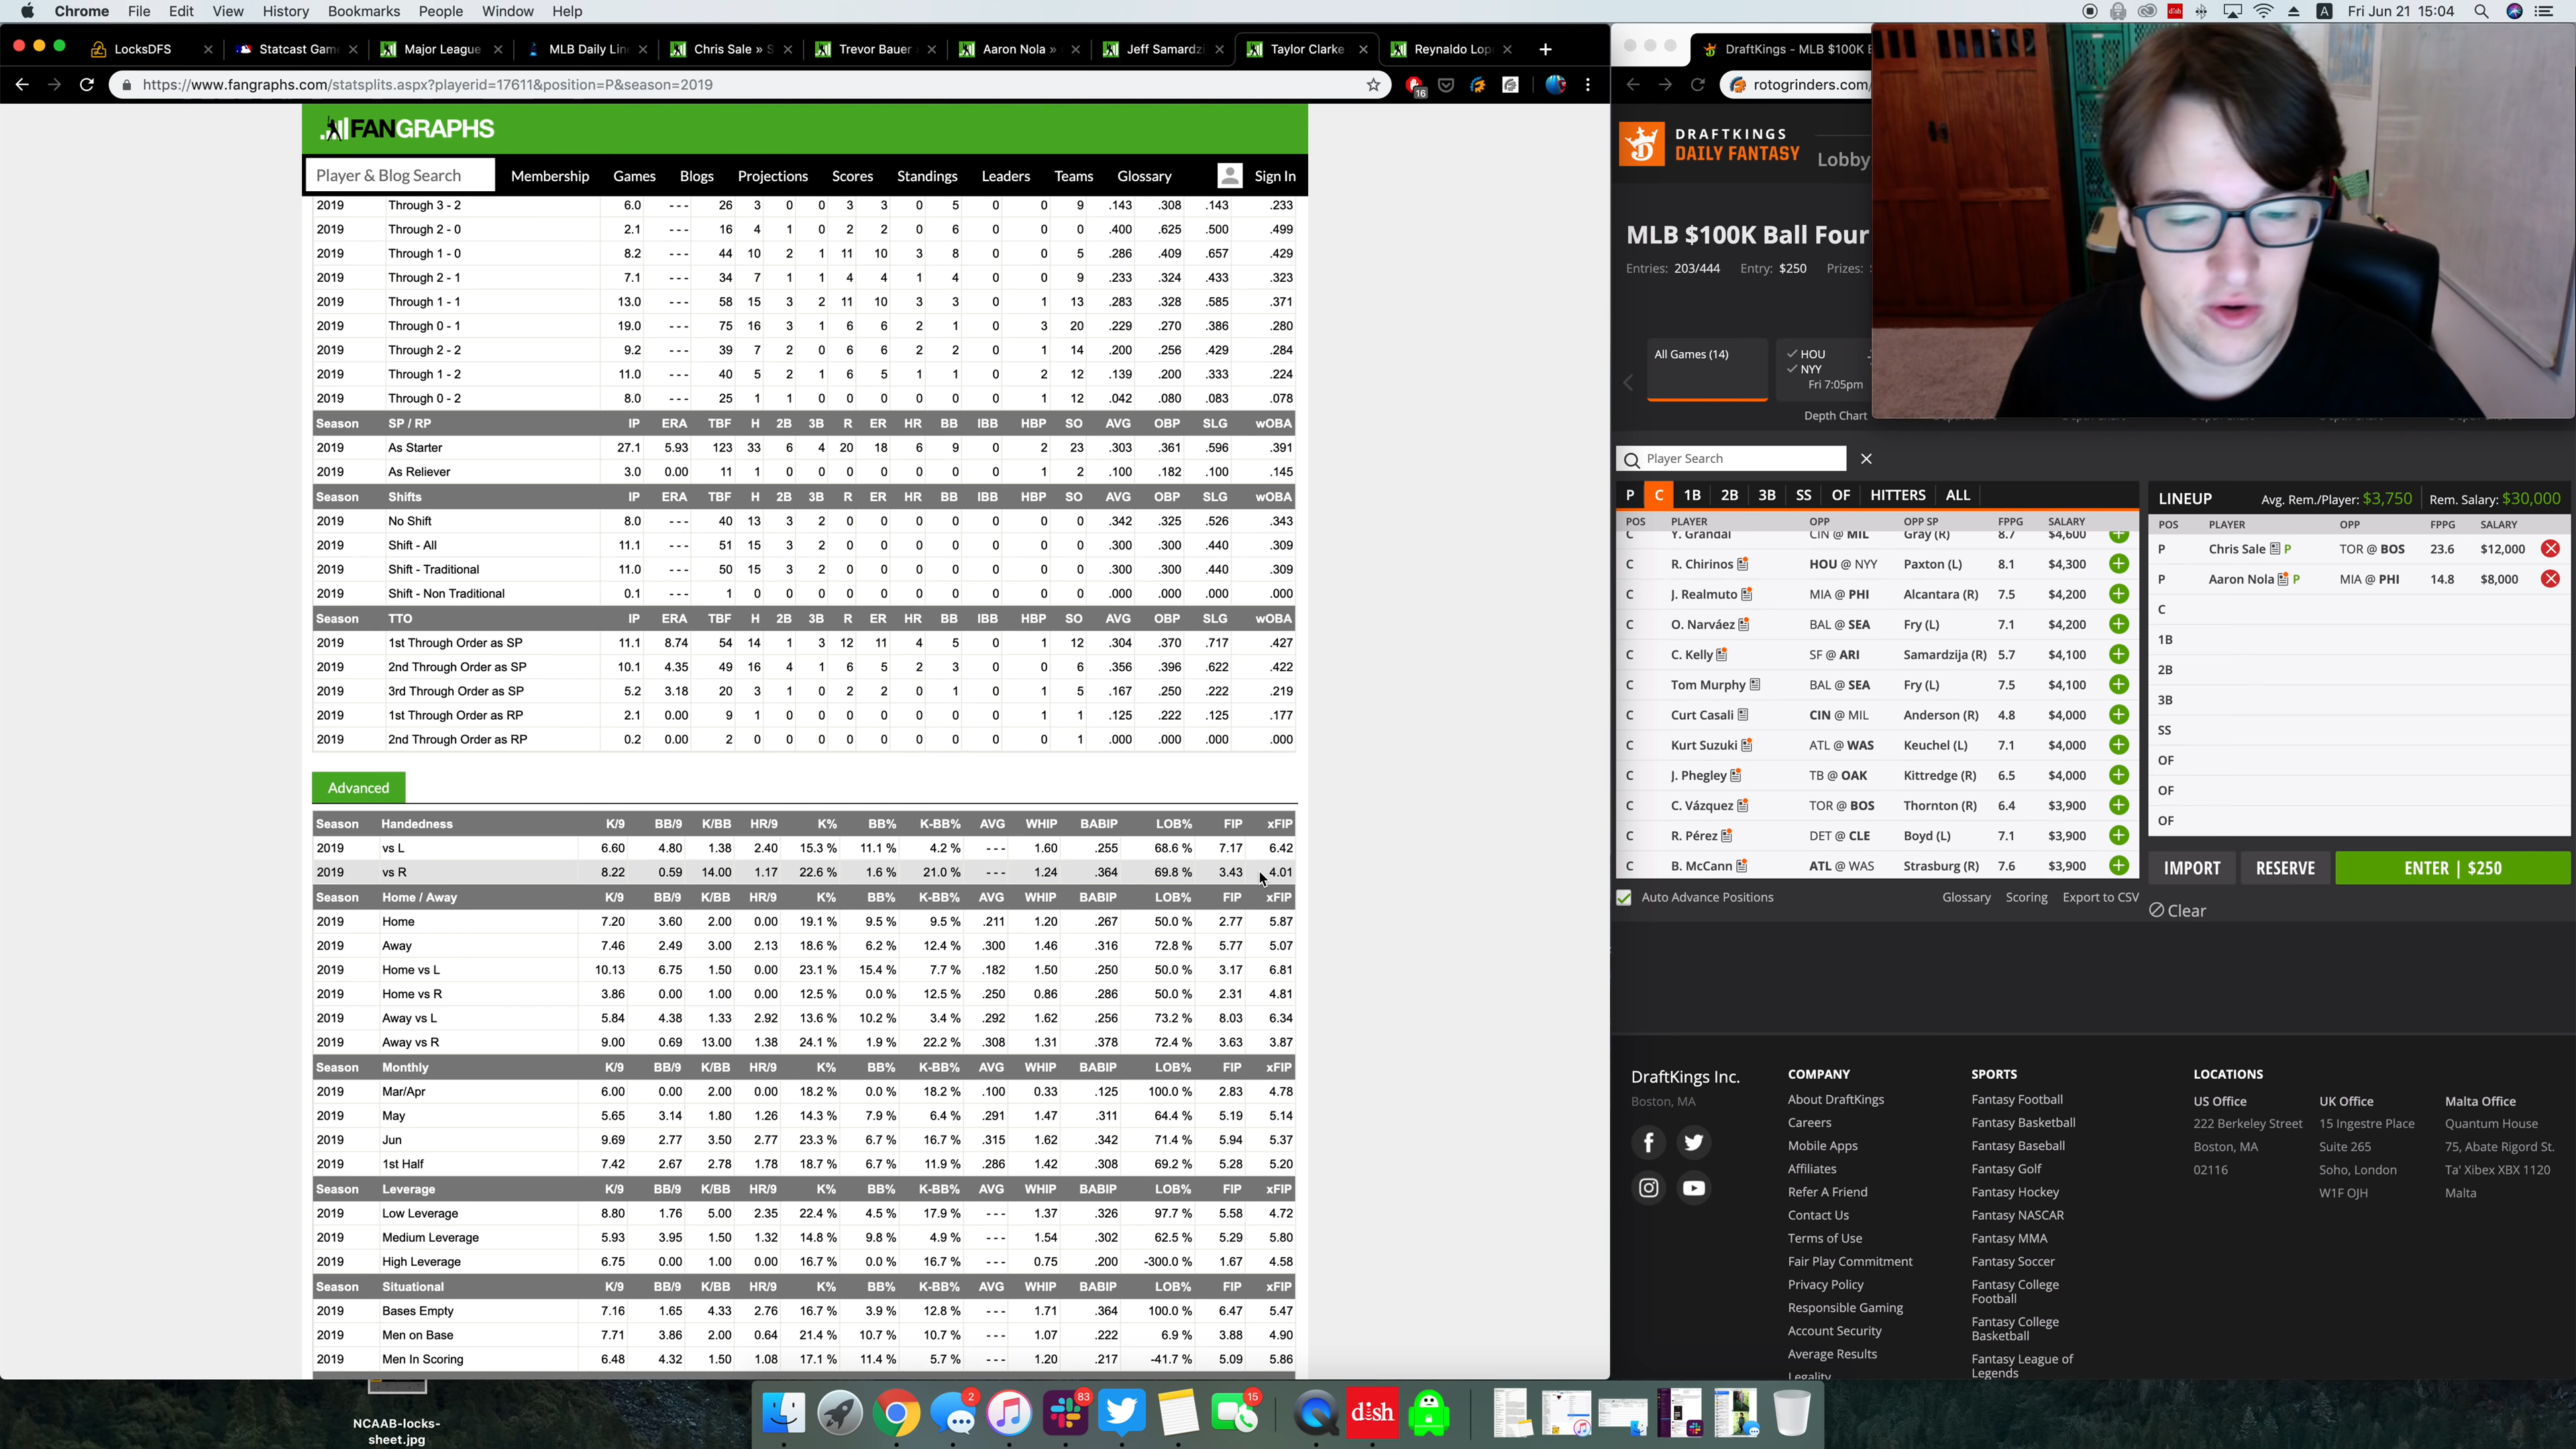 Chrome File Edit View History Bookmarks People Window Help
A Fri Jun 21 15:04
LocksDFS
Statcast Gam
Major League
MLB Daily Lin
Chris Sale » S
Trevor Bauer
Aaron Nola »
Jeff Samardzi
Taylor Clarke
Reynaldo Lop
https://www.fangraphs.com/statsplits.aspx?playerid=17611&position=P&season=2019
16
FANGRAPHS
Player & Blog Search Membership Games Blogs Projections Scores Standings Leaders Teams Glossary Sign In
2019 Through 3 - 2 6.0 - - - 26 3 0 0 3 3 0 5 0 0 9 .143 .308 .143 .233
2019 Through 2 - 0 2.1 - - - 16 4 1 0 2 2 0 6 0 0 0 .400 .625 .500 .499
2019 Through 1 - 0 8.2 - - - 44 10 2 1 11 10 3 8 0 0 5 .286 .409 .657 .429
2019 Through 2 - 1 7.1 - - - 34 7 1 1 4 4 1 4 0 0 9 .233 .324 .433 .323
2019 Through 1 - 1 13.0 - - - 58 15 3 2 11 10 3 3 0 1 13 .283 .328 .585 .371
2019 Through 0 - 1 19.0 - - - 75 16 3 1 6 6 2 1 0 3 20 .229 .270 .386 .280
2019 Through 2 - 2 9.2 - - - 39 7 2 0 6 6 2 2 0 1 14 .200 .256 .429 .284
2019 Through 1 - 2 11.0 - - - 40 5 2 1 6 5 1 1 0 2 12 .139 .200 .333 .224
2019 Through 0 - 2 8.0 - - - 25 1 1 0 0 0 0 0 0 1 12 .042 .080 .083 .078
Season SP / RP IP ERA TBF H 2B 3B R ER HR BB IBB HBP SO AVG OBP SLG wOBA
2019 As Starter 27.1 5.93 123 33 6 4 20 18 6 9 0 2 23 .303 .361 .596 .391
2019 As Reliever 3.0 0.00 11 1 0 0 0 0 0 0 0 1 2 .100 .182 .100 .145
Season Shifts IP ERA TBF H 2B 3B R ER HR BB IBB HBP SO AVG OBP SLG wOBA
2019 No Shift 8.0 - - - 40 13 3 2 0 0 0 0 0 0 0 .342 .325 .526 .343
2019 Shift - All 11.1 - - - 51 15 3 2 0 0 0 0 0 0 0 .300 .300 .440 .309
2019 Shift - Traditional 11.0 - - - 50 15 3 2 0 0 0 0 0 0 0 .300 .300 .440 .309
2019 Shift - Non Traditional 0.1 - - - 1 0 0 0 0 0 0 0 0 0 0 .000 .000 .000 .000
Season TTO IP ERA TBF H 2B 3B R ER HR BB IBB HBP SO AVG OBP SLG wOBA
2019 1st Through Order as SP 11.1 8.74 54 14 1 3 12 11 4 5 0 1 12 .304 .370 .717 .427
2019 2nd Through Order as SP 10.1 4.35 49 16 4 1 6 5 2 3 0 0 6 .356 .396 .622 .422
2019 3rd Through Order as SP 5.2 3.18 20 3 1 0 2 2 0 1 0 1 5 .167 .250 .222 .219
2019 1st Through Order as RP 2.1 0.00 9 1 0 0 0 0 0 0 0 1 1 .125 .222 .125 .177
2019 2nd Through Order as RP 0.2 0.00 2 0 0 0 0 0 0 0 0 0 1 .000 .000 .000 .000
Advanced
Season Handedness K/9 BB/9 K/BB HR/9 K% BB% K-BB% AVG WHIP BABIP LOB% FIP xFIP
2019 vs L 6.60 4.80 1.38 2.40 15.3 % 11.1 % 4.2 % - - - 1.60 .255 68.6 % 7.17 6.42
2019 vs R 8.22 0.59 14.00 1.17 22.6 % 1.6 % 21.0 % - - - 1.24 .364 69.8 % 3.43 4.01
Season Home / Away K/9 BB/9 K/BB HR/9 K% BB% K-BB% AVG WHIP BABIP LOB% FIP xFIP
2019 Home 7.20 3.60 2.00 0.00 19.1 % 9.5 % 9.5 % .211 1.20 .267 50.0 % 2.77 5.87
2019 Away 7.46 2.49 3.00 2.13 18.6 % 6.2 % 12.4 % .300 1.46 .316 72.8 % 5.77 5.07
2019 Home vs L 10.13 6.75 1.50 0.00 23.1 % 15.4 % 7.7 % .182 1.50 .250 50.0 % 3.17 6.81
2019 Home vs R 3.86 0.00 1.00 0.00 12.5 % 0.0 % 12.5 % .250 0.86 .286 50.0 % 2.31 4.81
2019 Away vs L 5.84 4.38 1.33 2.92 13.6 % 10.2 % 3.4 % .292 1.62 .256 73.2 % 8.03 6.34
2019 Away vs R 9.00 0.69 13.00 1.38 24.1 % 1.9 % 22.2 % .308 1.31 .378 72.4 % 3.63 3.87
Season Monthly K/9 BB/9 K/BB HR/9 K% BB% K-BB% AVG WHIP BABIP LOB% FIP xFIP
2019 Mar/Apr 6.00 0.00 2.00 0.00 18.2 % 0.0 % 18.2 % .100 0.33 .125 100.0 % 2.83 4.78
2019 May 5.65 3.14 1.80 1.26 14.3 % 7.9 % 6.4 % .291 1.47 .311 64.4 % 5.19 5.14
2019 Jun 9.69 2.77 3.50 2.77 23.3 % 6.7 % 16.7 % .315 1.62 .342 71.4 % 5.94 5.37
2019 1st Half 7.42 2.67 2.78 1.78 18.7 % 6.7 % 11.9 % .286 1.42 .308 69.2 % 5.28 5.20
Season Leverage K/9 BB/9 K/BB HR/9 K% BB% K-BB% AVG WHIP BABIP LOB% FIP xFIP
2019 Low Leverage 8.80 1.76 5.00 2.35 22.4 % 4.5 % 17.9 % - - - 1.37 .326 97.7 % 5.58 4.72
2019 Medium Leverage 5.93 3.95 1.50 1.32 14.8 % 9.8 % 4.9 % - - - 1.54 .302 62.5 % 5.29 5.80
2019 High Leverage 6.75 0.00 1.00 0.00 16.7 % 0.0 % 16.7 % - - - 0.75 .200 -300.0 % 1.67 4.58
Season Situational K/9 BB/9 K/BB HR/9 K% BB% K-BB% AVG WHIP BABIP LOB% FIP xFIP
2019 Bases Empty 7.16 1.65 4.33 2.76 16.7 % 3.9 % 12.8 % - - - 1.71 .364 100.0 % 6.47 5.47
2019 Men on Base 7.71 3.86 2.00 0.64 21.4 % 10.7 % 10.7 % - - - 1.07 .222 6.9 % 3.88 4.90
2019 Men In Scoring 6.48 4.32 1.50 1.08 17.1 % 11.4 % 5.7 % - - - 1.20 .217 -41.7 % 5.09 5.86
DraftKings - MLB $100K B
rotogrinders.com/
DRAFTKINGS
DAILY FANTASY
Lobby
MLB $100K Ball Four
Entries: 203/444 Entry: $250 Prizes:
All Games (14)
HOU
NYY
Fri 7:05pm
Depth Chart
Player Search
P C 1B 2B 3B SS OF HITTERS ALL
POS PLAYER OPP OPP SP FPPG SALARY
C Y. Grandal CIN @ MIL Gray (R) 8.7 $4,600
C R. Chirinos HOU @ NYY Paxton (L) 8.1 $4,300
C J. Realmuto MIA @ PHI Alcantara (R) 7.5 $4,200
C O. Narváez BAL @ SEA Fry (L) 7.1 $4,200
C C. Kelly SF @ ARI Samardzija (R) 5.7 $4,100
C Tom Murphy BAL @ SEA Fry (L) 7.5 $4,100
C Curt Casali CIN @ MIL Anderson (R) 4.8 $4,000
C Kurt Suzuki ATL @ WAS Keuchel (L) 7.1 $4,000
C J. Phegley TB @ OAK Kittredge (R) 6.5 $4,000
C C. Vázquez TOR @ BOS Thornton (R) 6.4 $3,900
C R. Pérez DET @ CLE Boyd (L) 7.1 $3,900
C B. McCann ATL @ WAS Strasburg (R) 7.6 $3,900
Auto Advance Positions Glossary Scoring Export to CSV
LINEUP Avg. Rem./Player: $3,750 Rem. Salary: $30,000
POS PLAYER OPP FPPG SALARY
P Chris Sale P TOR @ BOS 23.6 $12,000
P Aaron Nola P MIA @ PHI 14.8 $8,000
C
1B
2B
3B
SS
OF
OF
OF
IMPORT RESERVE ENTER | $250
Clear
DraftKings Inc.
Boston, MA
COMPANY
About DraftKings
Careers
Mobile Apps
Affiliates
Refer A Friend
Contact Us
Terms of Use
Fair Play Commitment
Privacy Policy
Responsible Gaming
Account Security
Average Results
Legality
SPORTS
Fantasy Football
Fantasy Basketball
Fantasy Baseball
Fantasy Golf
Fantasy Hockey
Fantasy NASCAR
Fantasy MMA
Fantasy Soccer
Fantasy College
Football
Fantasy College
Basketball
Fantasy League of
Legends
LOCATIONS
US Office
222 Berkeley Street
Boston, MA
02116
UK Office
15 Ingestre Place
Suite 265
Soho, London
W1F OJH
Malta Office
Quantum House
75, Abate Rigord St.
Ta' Xibex XBX 1120
Malta
NCAAB-locks-
sheet.jpg
2
83
15
dish